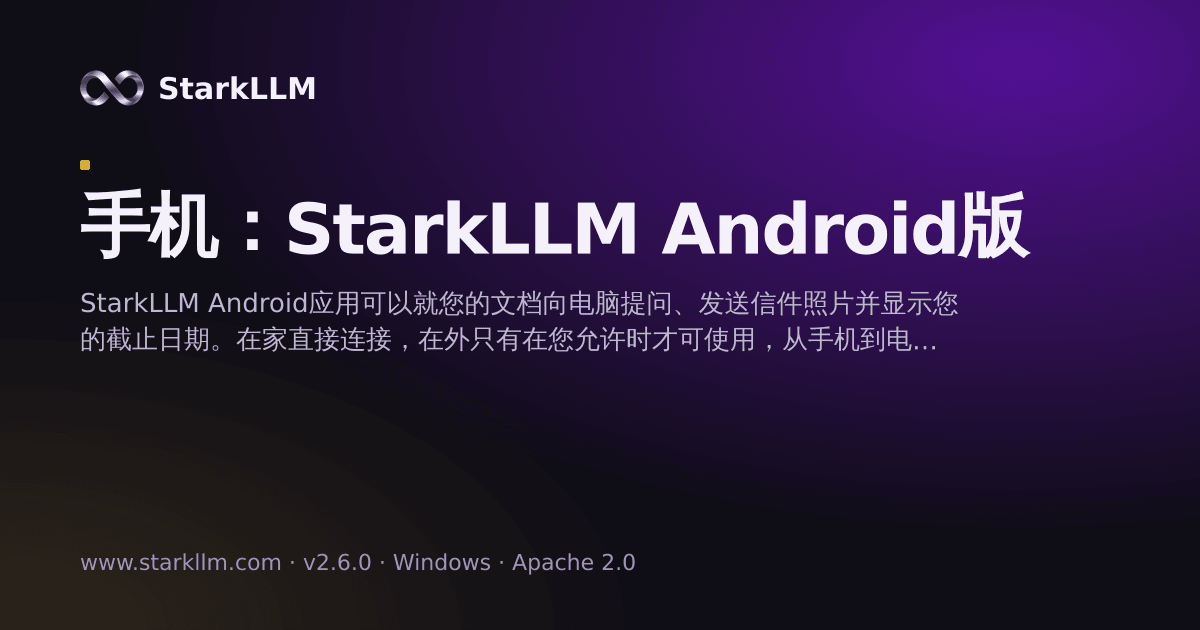 StarkLLM
手机：StarkLLM Android版
StarkLLM Android应用可以就您的文档向电脑提问、发送信件照片并显示您
的截止日期。在家直接连接，在外只有在您允许时才可使用，从手机到电…
www.starkllm.com · v2.6.0 · Windows · Apache 2.0